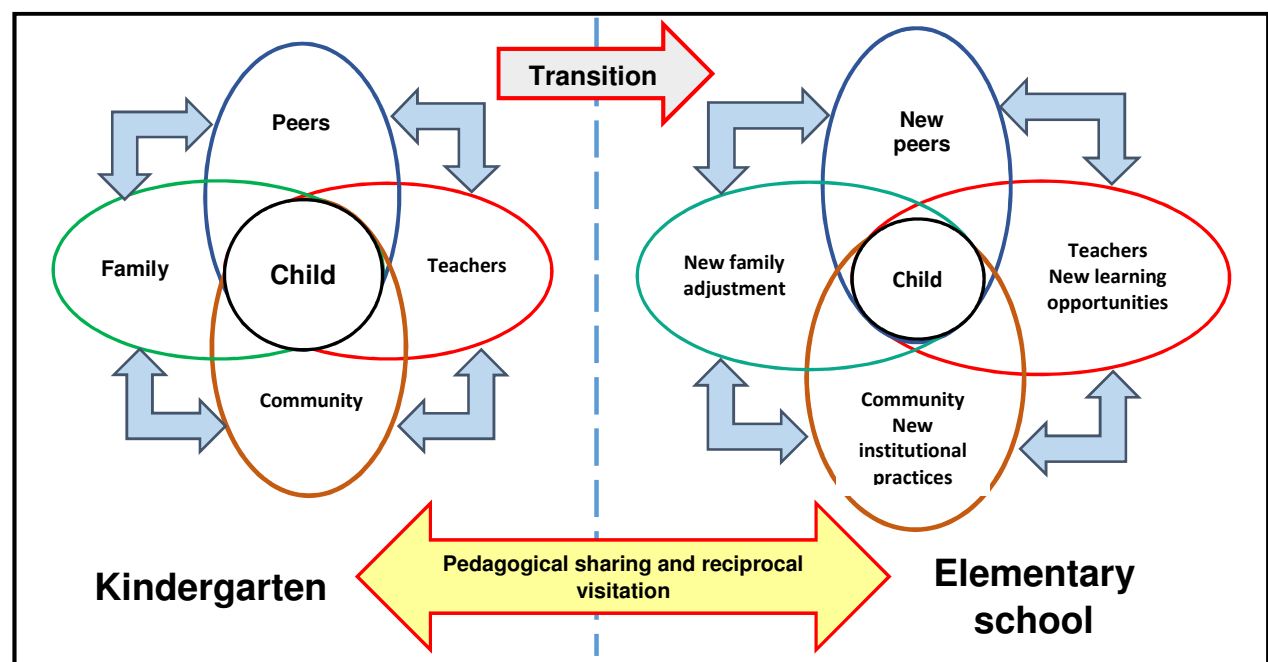 Transition
Peers
Family
Child
Teachers
Community
New
peers
New family
adjustment
Child
Teachers
New learning
opportunities
Community
New
institutional
practices
Pedagogical sharing and reciprocal
visitation
Kindergarten
Elementary
school